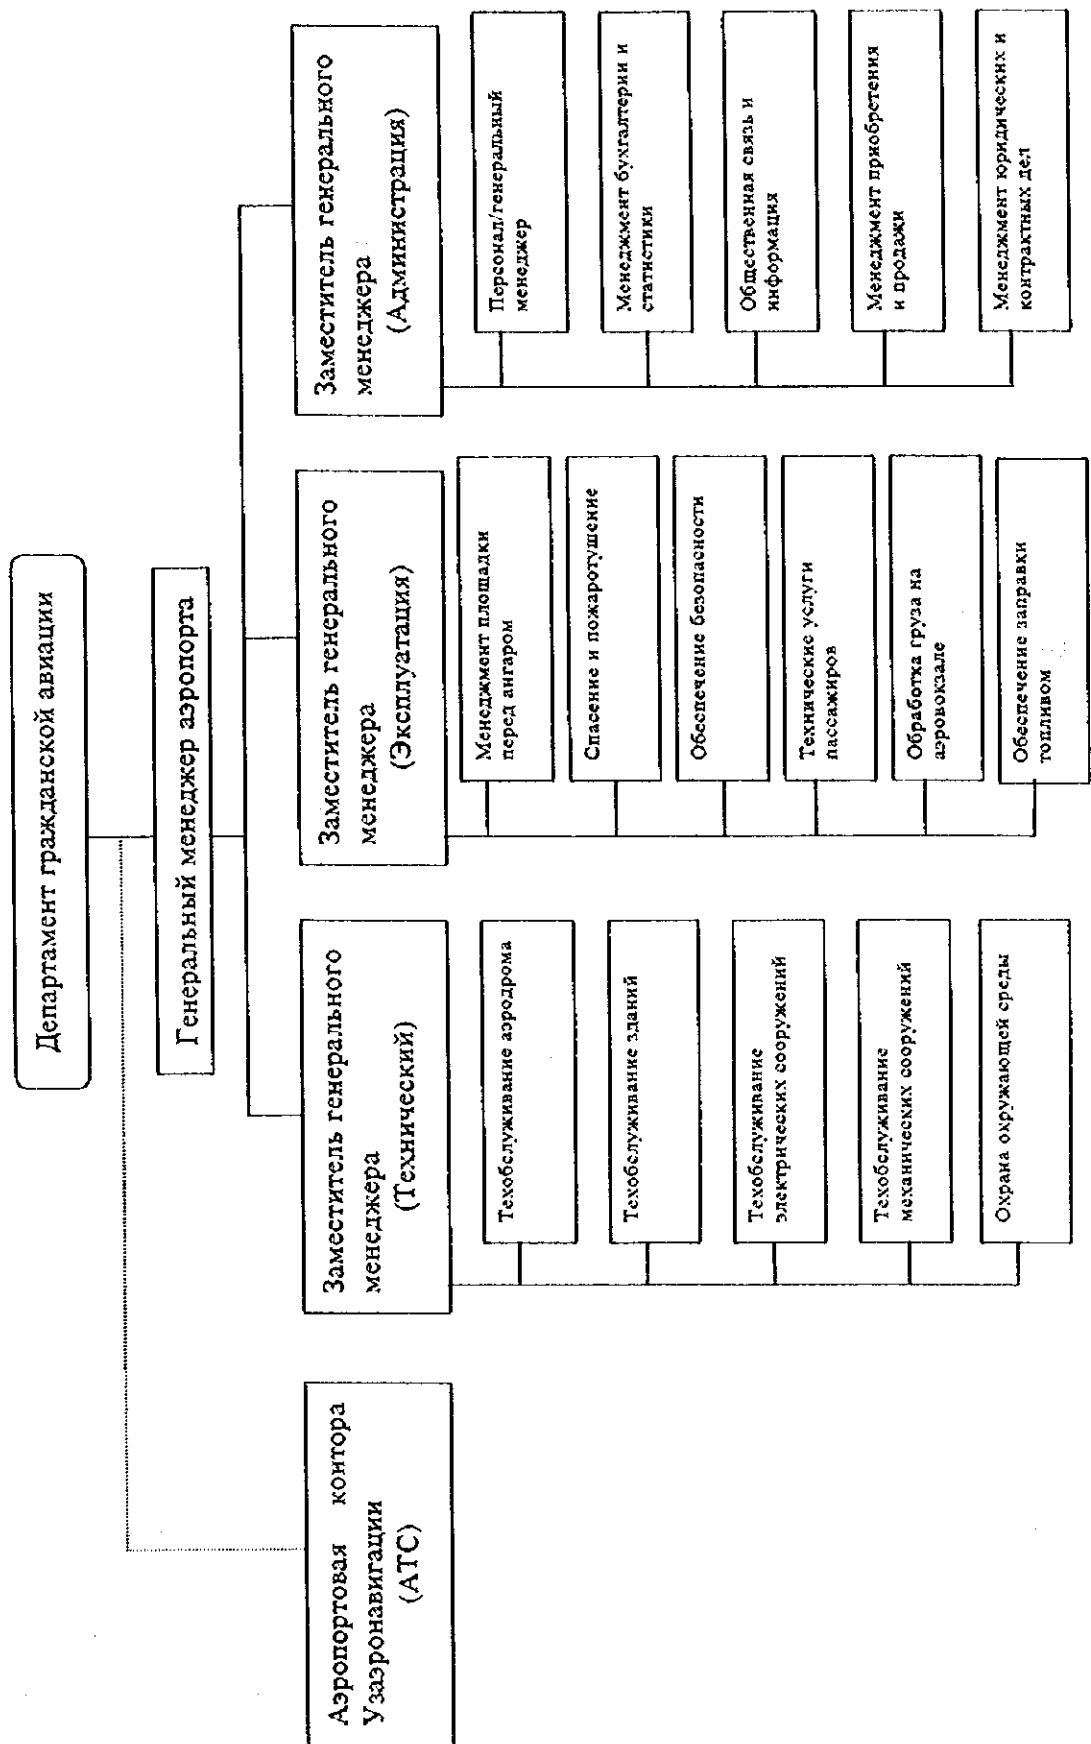 Департамент гражданской авиации
Генеральный менеджер аэропорта
Аэропортовая контора
Узаэронавигации
(АТС)
Заместитель генерального
менеджера
(Технический)
Техобслуживание аэродрома
Техобслуживание зданий
Техобслуживание
электрических сооружений
Техобслуживание
механических сооружений
Охрана окружающей среды
Заместитель генерального
менеджера
(Эксплуатация)
Менеджмент площадки
перед ангаром
Спасение и пожаротушение
Обеспечение безопасности
Технические услуги
пассажиров
Обработка груза на
аэровокзале
Обеспечение заправки
топливом
Заместитель генерального
менеджера
(Администрация)
Персонал/генеральный
менеджер
Менеджмент бухгалтерии и
статистики
Общественная связь и
информация
Менеджмент приобретения
и продажи
Менеджмент юридических и
контрактных дел